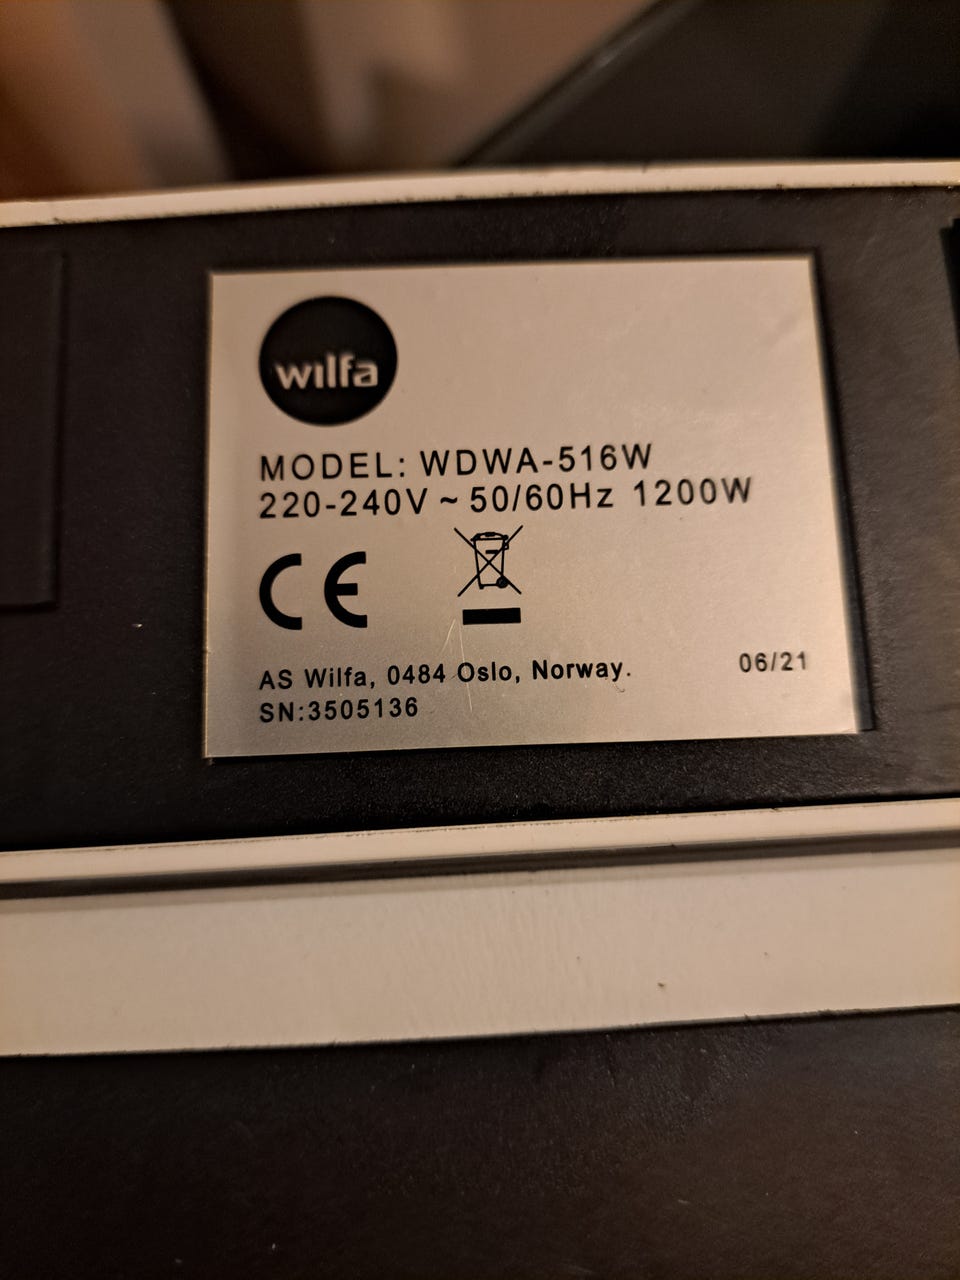 wilfa
MODEL: WDWA-516W
220-240V ~ 50/60Hz 1200W
CE
AS Wilfa, 0484 Oslo, Norway.
06/21
SN:3505136